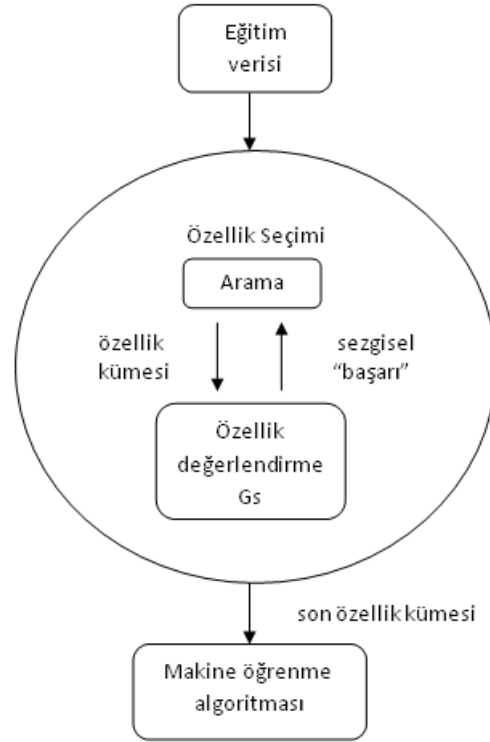 Eğitim
verisi
Özellik Seçimi
Arama
özellik
kümesi
sezgisel
“başarı”
Özellik
değerlendirme
Gs
son özellik kümesi
Makine öğrenme
algoritması